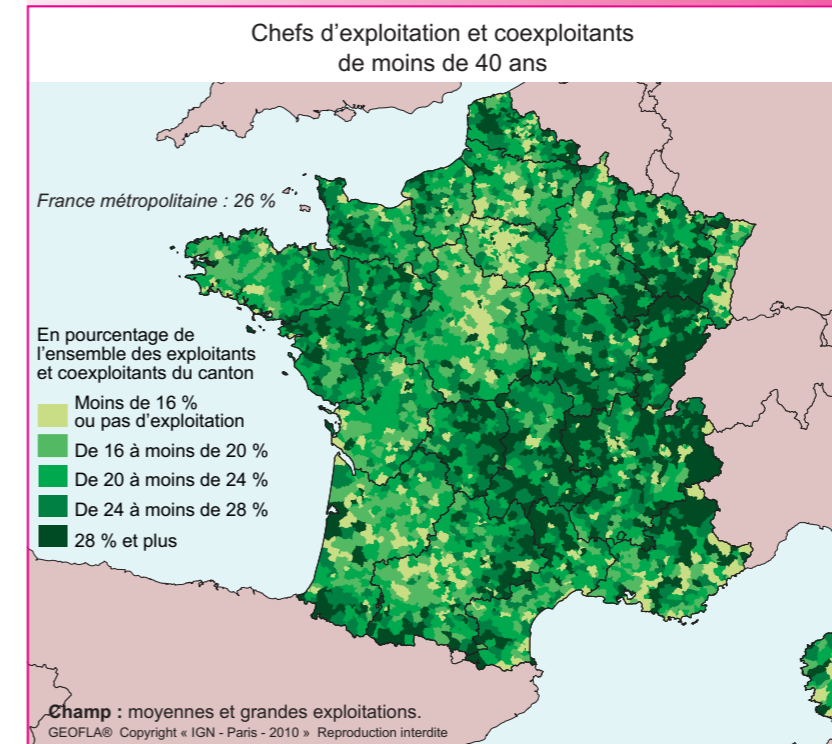 Chefs d’exploitation et coexploitants
de moins de 40 ans
France métropolitaine : 26 %
En pourcentage de
l’ensemble des exploitants
et coexploitants du canton
Moins de 16 %
ou pas d’exploitation
De 16 à moins de 20 %
De 20 à moins de 24 %
De 24 à moins de 28 %
28 % et plus
Champ : moyennes et grandes exploitations.
GEOFLA® Copyright « IGN - Paris - 2010 » Reproduction interdite